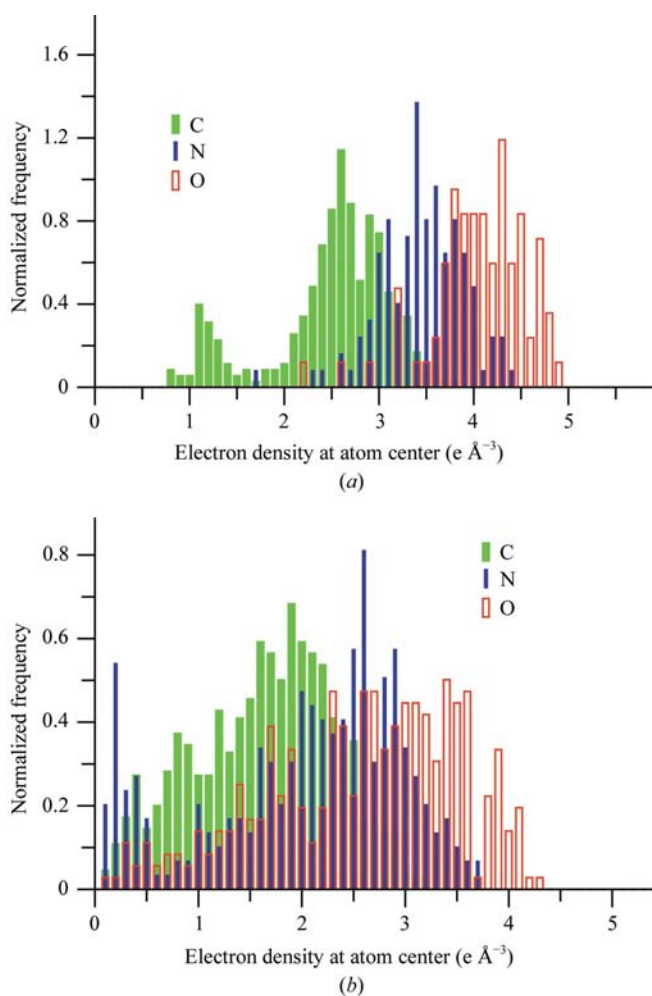 1.6
1.2
0.8
0.4
0
Normalized frequency
C
N
O
0 1 2 3 4 5
Electron density at atom center (e Å⁻³)
(a)
0.8
0.6
0.4
0.2
0
Normalized frequency
C
N
O
0 1 2 3 4 5
Electron density at atom center (e Å⁻³)
(b)